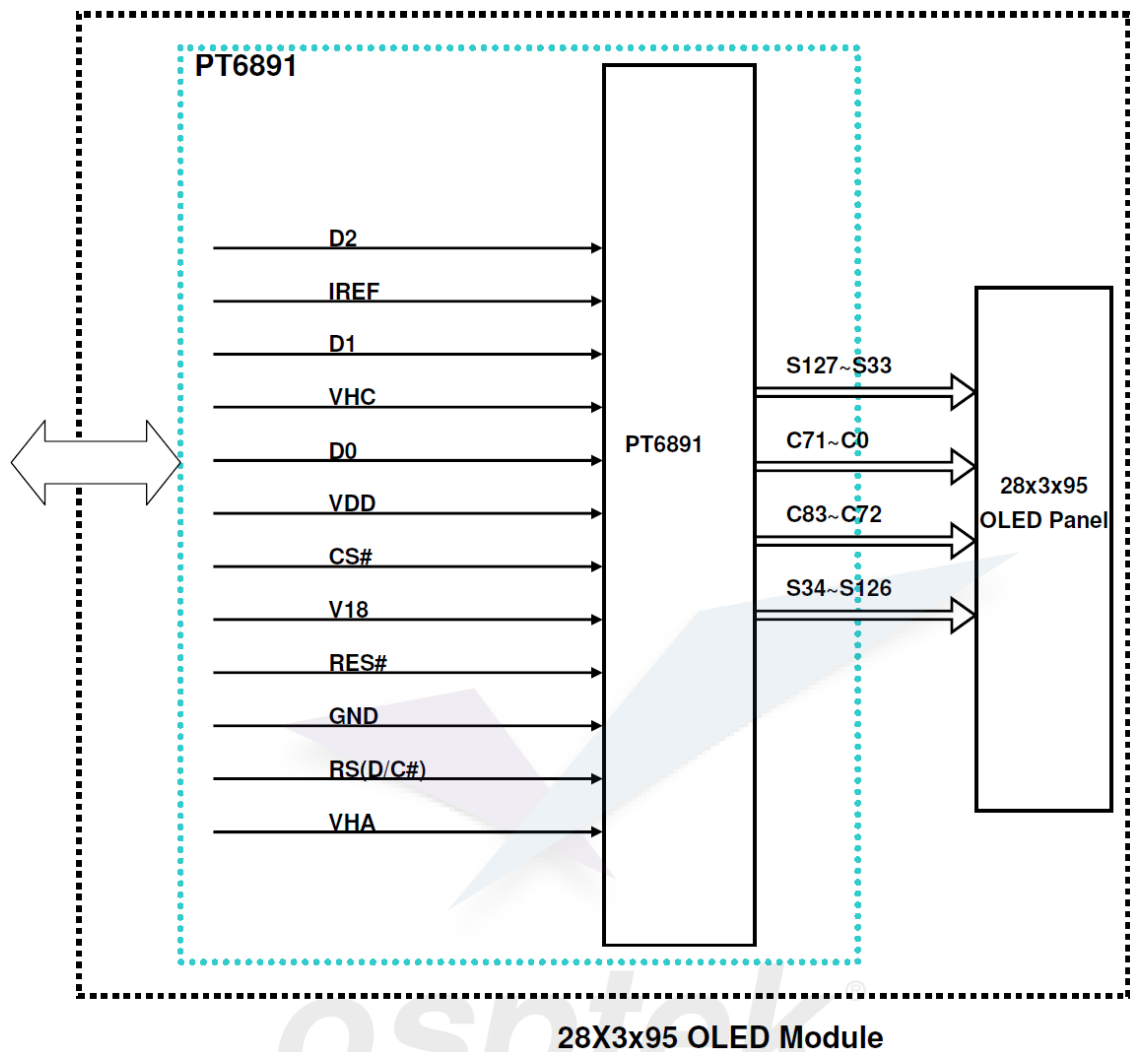 PT6891
D2
IREF
D1
VHC
D0
VDD
CS#
V18
RES#
GND
RS(D/C#)
VHA
PT6891
S127~S33
C71~C0
C83~C72
S34~S126
28x3x95
OLED Panel
osptek®
28X3x95 OLED Module